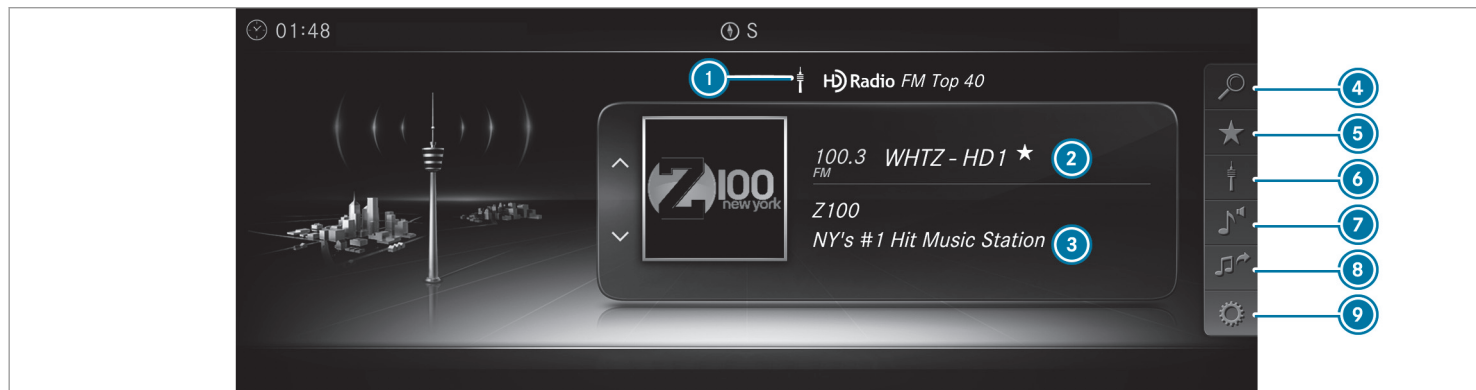 01:48
S
1
HD Radio FM Top 40
4
5
6
7
8
9
Z100
new york
100.3 WHTZ - HD1 ★ 2
FM
Z100
NY's #1 Hit Music Station 3